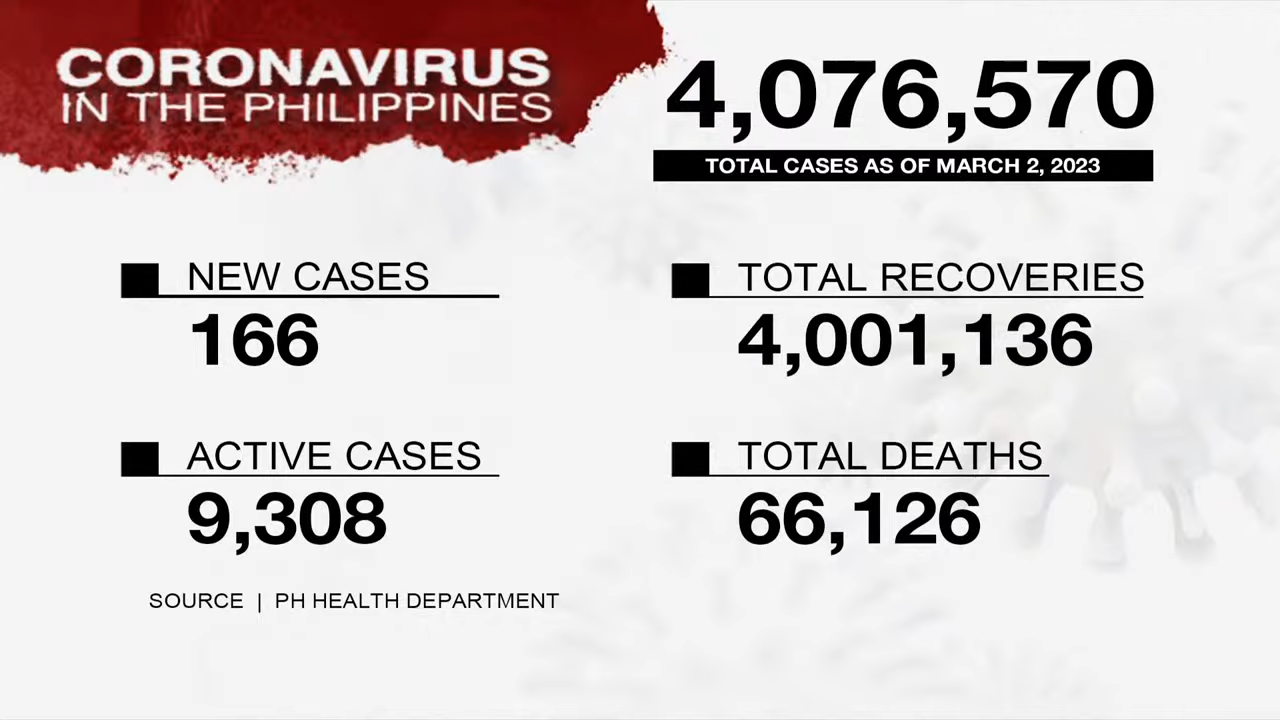 CORONAVIRUS
IN THE PHILIPPINES
4,076,570
TOTAL CASES AS OF MARCH 2, 2023
NEW CASES
166
TOTAL RECOVERIES
4,001,136
ACTIVE CASES
9,308
TOTAL DEATHS
66,126
SOURCE | PH HEALTH DEPARTMENT